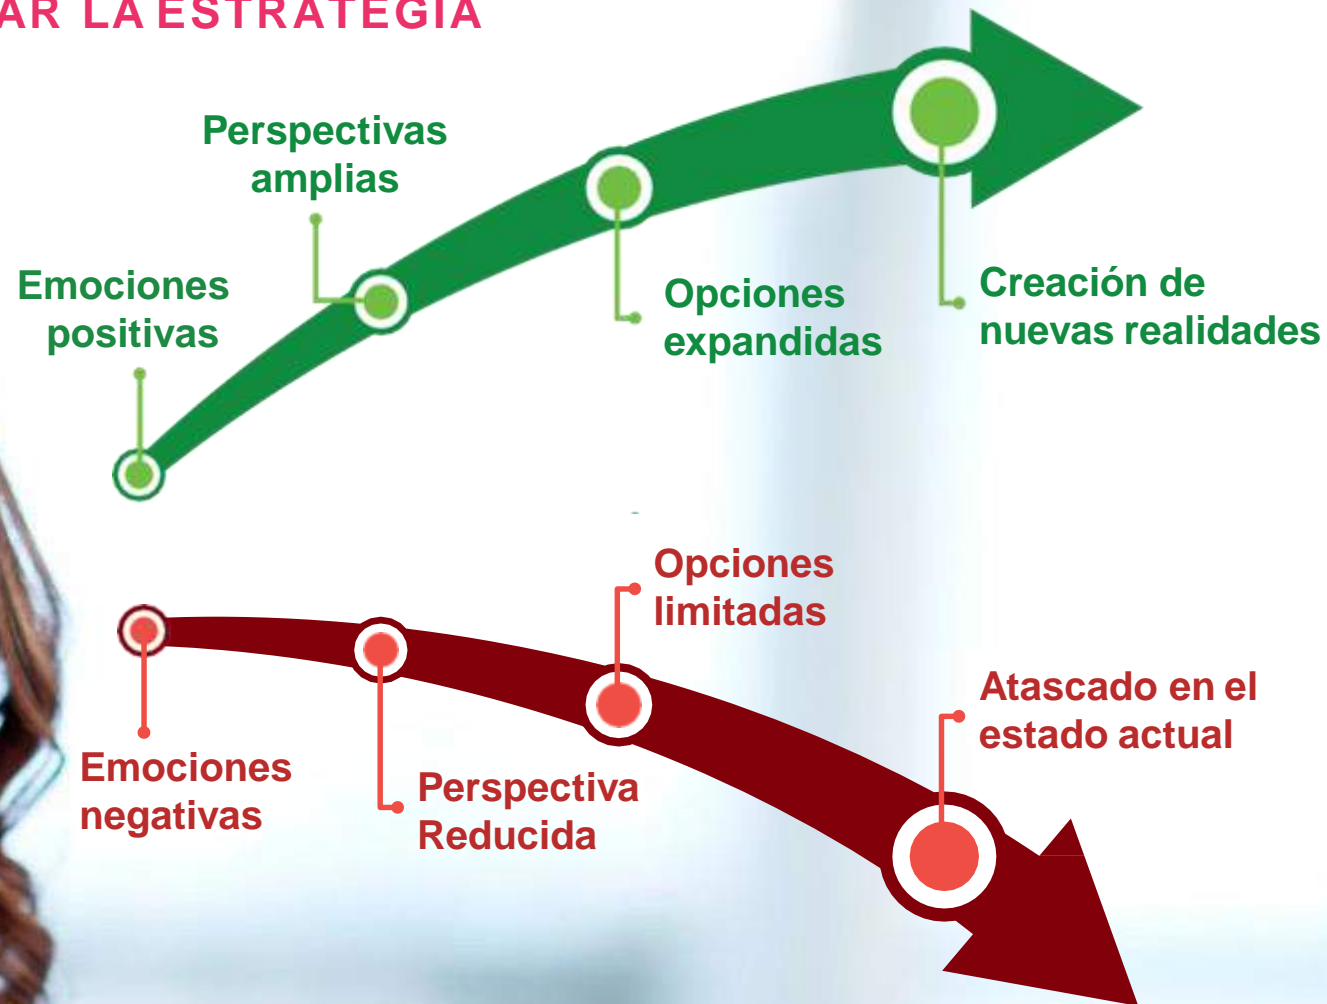 AR LA ESTRATEGIA
Perspectivas
amplias
Emociones
positivas
Opciones
expandidas
Creación de
nuevas realidades
Opciones
limitadas
Atascado en el
estado actual
Emociones
negativas
Perspectiva
Reducida